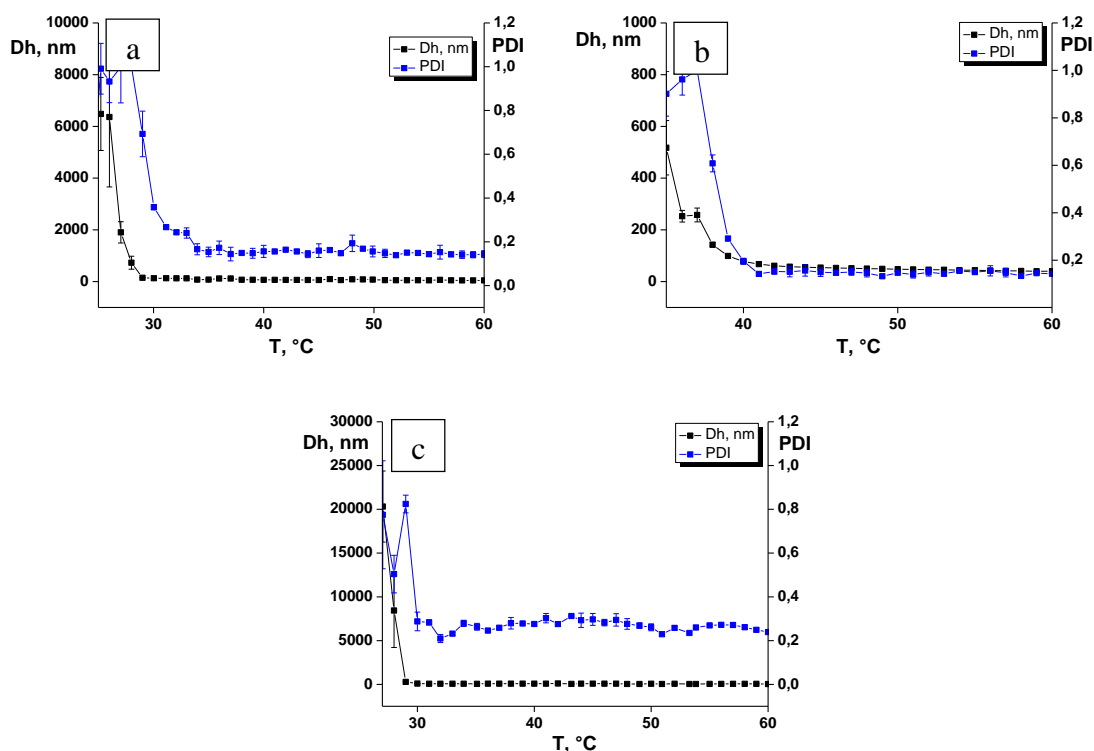 a
Dh, nm
PDI
Dh, nm
PDI
10000
8000
6000
4000
2000
0
1,2
1,0
0,8
0,6
0,4
0,2
0,0
30
40
50
60
T, °C
b
Dh, nm
PDI
Dh, nm
PDI
1000
800
600
400
200
0
1,2
1,0
0,8
0,6
0,4
0,2
40
50
60
T, °C
c
Dh, nm
PDI
Dh, nm
PDI
30000
25000
20000
15000
10000
5000
0
1,2
1,0
0,8
0,6
0,4
0,2
0,0
30
40
50
60
T, °C